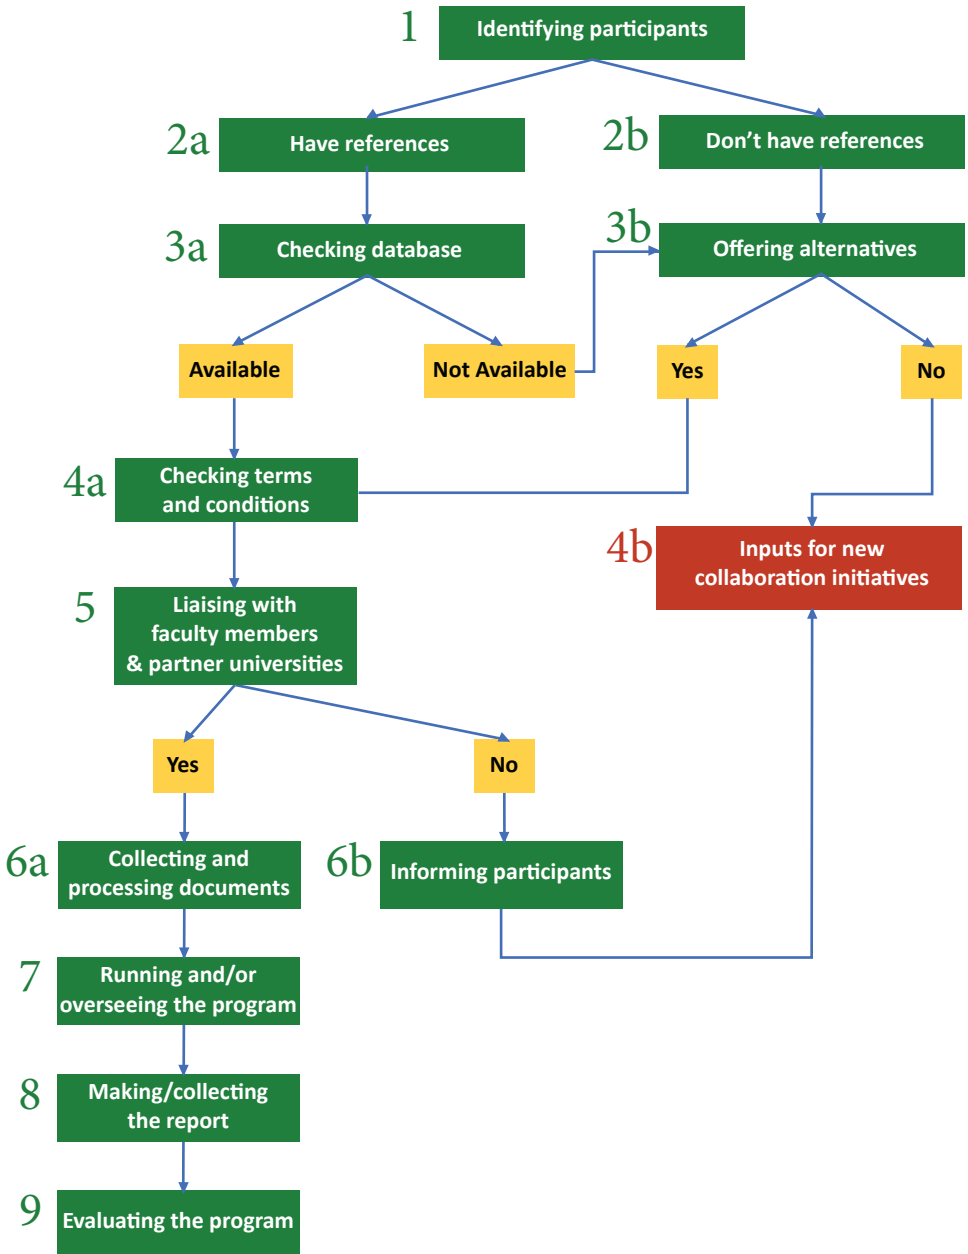 1
Identifying participants
2a
Have references
2b
Don't have references
3a
Checking database
3b
Offering alternatives
Available
Not Available
Yes
No
4a
Checking terms
and conditions
4b
Inputs for new
collaboration initiatives
5
Liaising with
faculty members
& partner universities
Yes
No
6a
Collecting and
processing documents
6b
Informing participants
7
Running and/or
overseeing the program
8
Making/collecting
the report
9
Evaluating the program